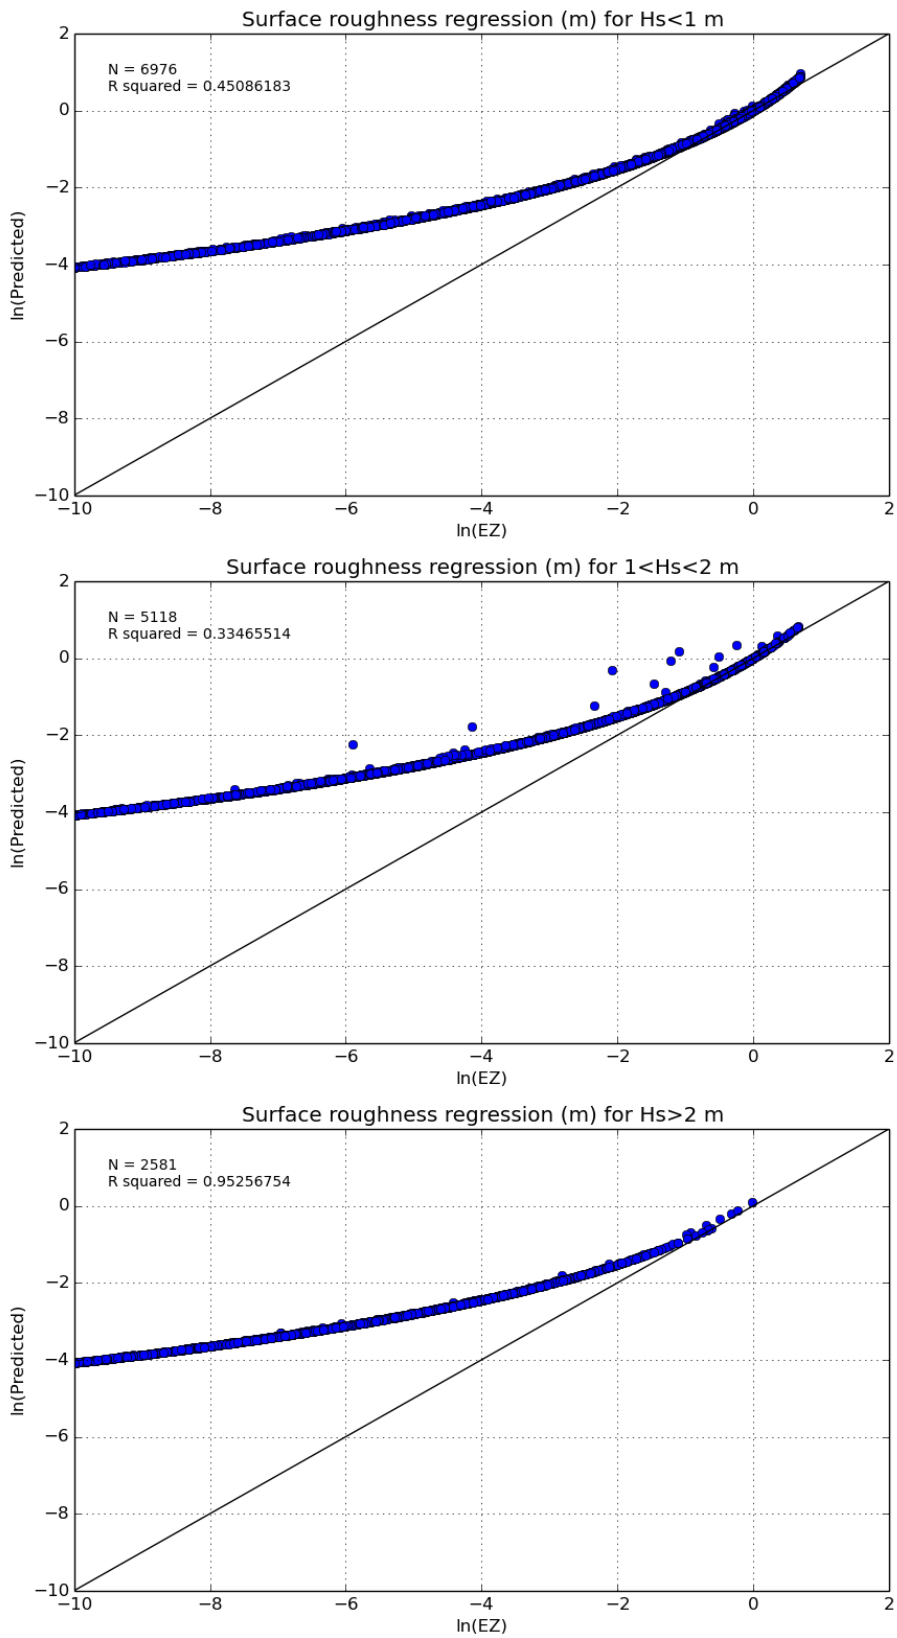 Surface roughness regression (m) for Hs<1 m
2
N = 6976
R squared = 0.45086183
0
−2
ln(Predicted)
−4
−6
−8
−10
−10 −8 −6 −4 −2 0 2
ln(EZ)
Surface roughness regression (m) for 1<Hs<2 m
2
N = 5118
R squared = 0.33465514
0
−2
ln(Predicted)
−4
−6
−8
−10
−10 −8 −6 −4 −2 0 2
ln(EZ)
Surface roughness regression (m) for Hs>2 m
2
N = 2581
R squared = 0.95256754
0
−2
ln(Predicted)
−4
−6
−8
−10
−10 −8 −6 −4 −2 0 2
ln(EZ)